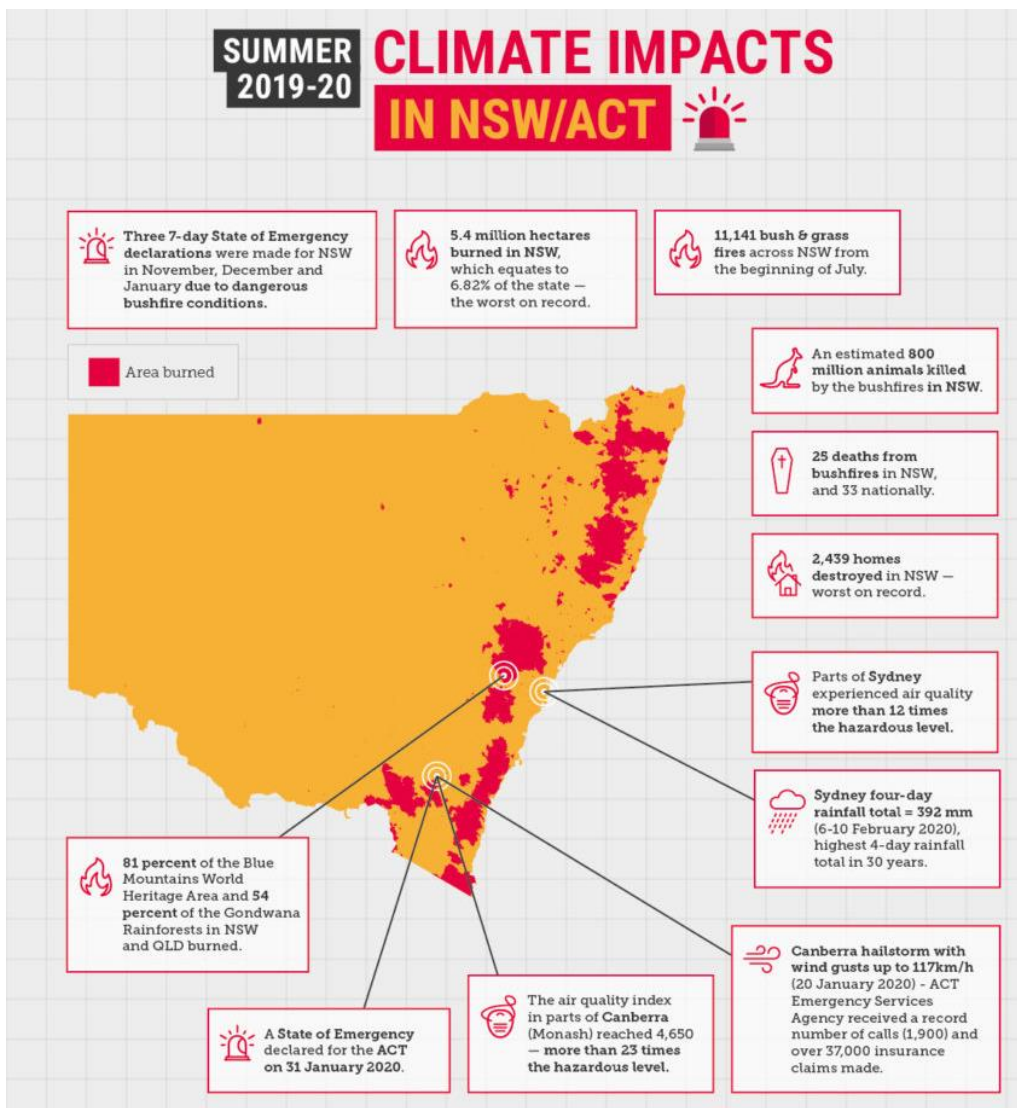 SUMMER
2019-20
CLIMATE IMPACTS
IN NSW/ACT
Three 7-day State of Emergency
declarations were made for NSW
in November, December and
January due to dangerous
bushfire conditions.
5.4 million hectares
burned in NSW,
which equates to
6.82% of the state —
the worst on record.
11,141 bush & grass
fires across NSW from
the beginning of July.
Area burned
An estimated 800
million animals killed
by the bushfires in NSW.
25 deaths from
bushfires in NSW,
and 33 nationally.
2,439 homes
destroyed in NSW —
worst on record.
Parts of Sydney
experienced air quality
more than 12 times
the hazardous level.
Sydney four-day
rainfall total = 392 mm
(6-10 February 2020),
highest 4-day rainfall
total in 30 years.
81 percent of the Blue
Mountains World
Heritage Area and 54
percent of the Gondwana
Rainforests in NSW
and QLD burned.
A State of Emergency
declared for the ACT
on 31 January 2020.
The air quality index
in parts of Canberra
(Monash) reached 4,650
— more than 23 times
the hazardous level.
Canberra hailstorm with
wind gusts up to 117km/h
(20 January 2020) - ACT
Emergency Services
Agency received a record
number of calls (1,900) and
over 37,000 insurance
claims made.